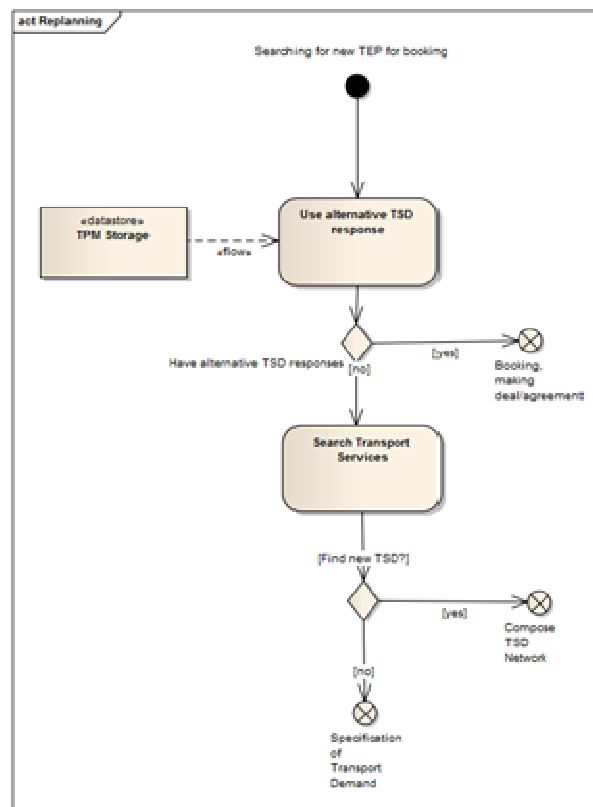 act Replanning
Searching for new TEP for booking
«datastore»
TPM Storage
«flow»
Use alternative TSD
response
Have alternative TSD responses
[no]
[yes]
Booking,
making
deal/agreement
Search Transport
Services
[Find new TSD?]
[yes]
Compose
TSD
Network
[no]
Specification
of
Transport
Demand